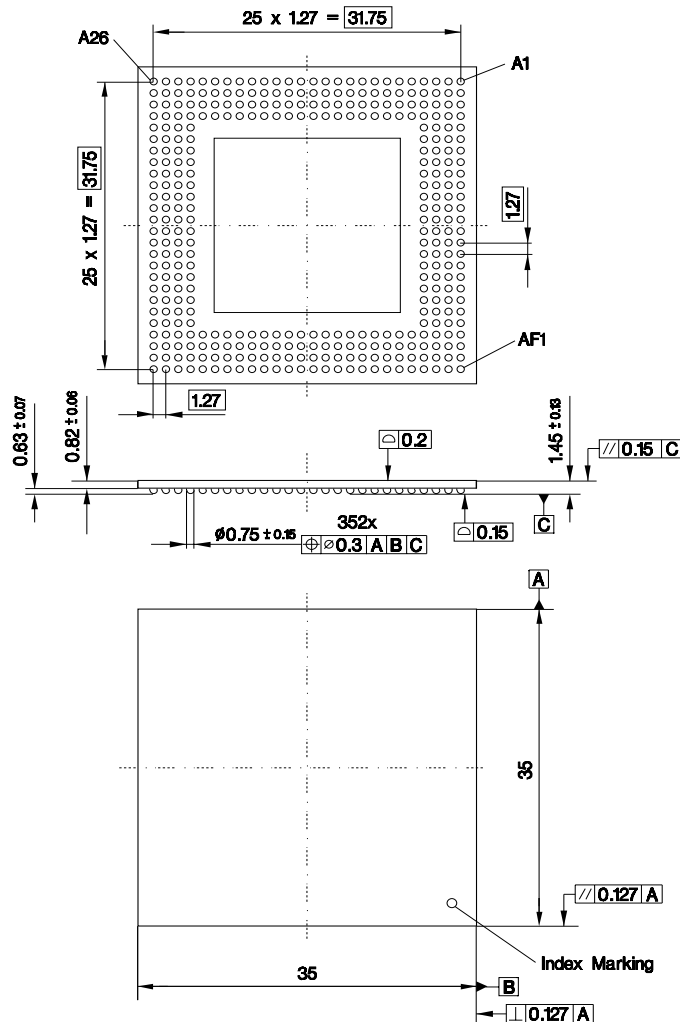 25 x 1.27 = 31.75
A26
A1
25 x 1.27 = 31.75
1.27
AF1
1.27
0.63 ± 0.07
0.82 ± 0.06
⌓ 0.2
1.45 ± 0.13
// 0.15 C
ø0.75 ± 0.15
352x
⌖ ⌀0.3 A B C
⌓ 0.15
C
A
35
// 0.127 A
Index Marking
35
B
⊥ 0.127 A